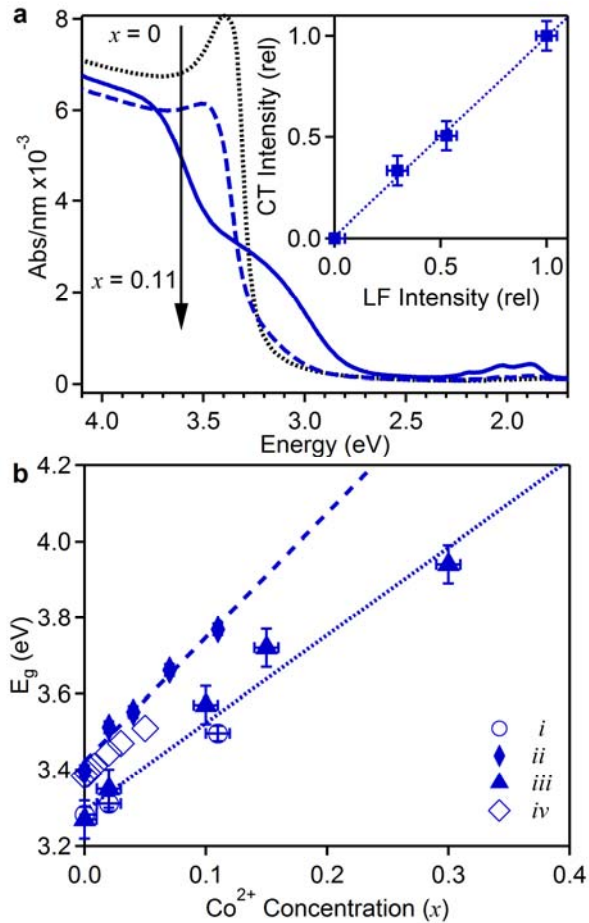 a
x = 0
x = 0.11
Abs/nm x10⁻³
8
6
4
2
0
4.0 3.5 3.0 2.5 2.0
Energy (eV)
CT Intensity (rel)
1.0
0.5
0.0
0.0 0.5 1.0
LF Intensity (rel)
b
E_g (eV)
4.2
4.0
3.8
3.6
3.4
3.2
0.0 0.1 0.2 0.3 0.4
Co²⁺ Concentration (x)
i
ii
iii
iv